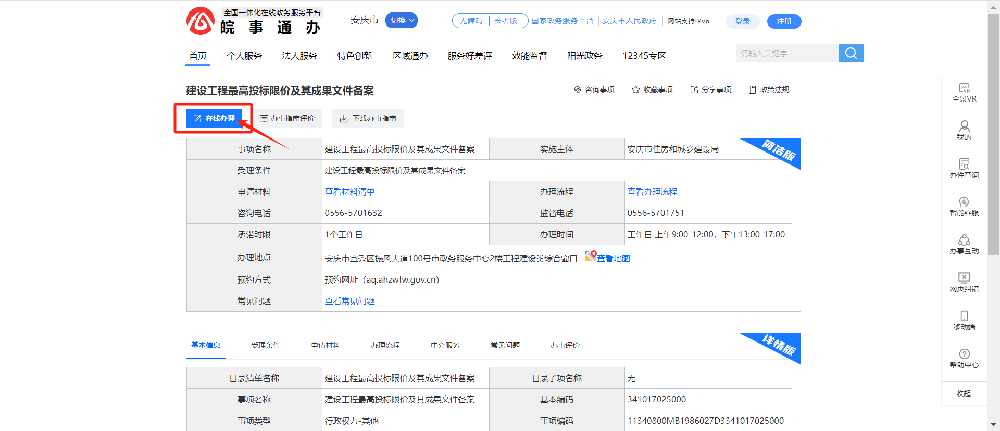 全国一体化在线政务服务平台
皖事通办
安庆市 切换
无障碍 长者版 国家政务服务平台 安庆市人民政府 网站支持IPv6 登录 注册
首页 个人服务 法人服务 特色创新 区域通办 服务好差评 效能监督 阳光政务 12345专区 请输入关键字
建设工程最高投标限价及其成果文件备案 咨询事项 收藏事项 分享事项 政策法规
在线办理 办事指南评价 下载办事指南
事项名称 建设工程最高投标限价及其成果文件备案 实施主体 安庆市住房和城乡建设局 简洁版
受理条件 建设工程最高投标限价及其成果文件备案
申请材料 查看材料清单 办理流程 查看办理流程
咨询电话 0556-5701632 监督电话 0556-5701751
承诺时限 1个工作日 办理时间 工作日 上午9:00-12:00，下午13:00-17:00
办理地点 安庆市宜秀区振风大道100号市政务服务中心2楼工程建设类综合窗口 查看地图
预约方式 预约网址（aq.ahzwfw.gov.cn）
常见问题 查看常见问题
基本信息 受理条件 申请材料 办理流程 中介服务 常见问题 办事评价 详情版
目录清单名称 建设工程最高投标限价及其成果文件备案 目录子项名称 无
事项名称 建设工程最高投标限价及其成果文件备案 基本编码 341017025000
事项类型 行政权力-其他 事项编码 11340800MB1986027D3341017025000
VR
全景VR
我的
办件查询
智能客服
办事互动
网页纠错
移动端
帮助中心
收起